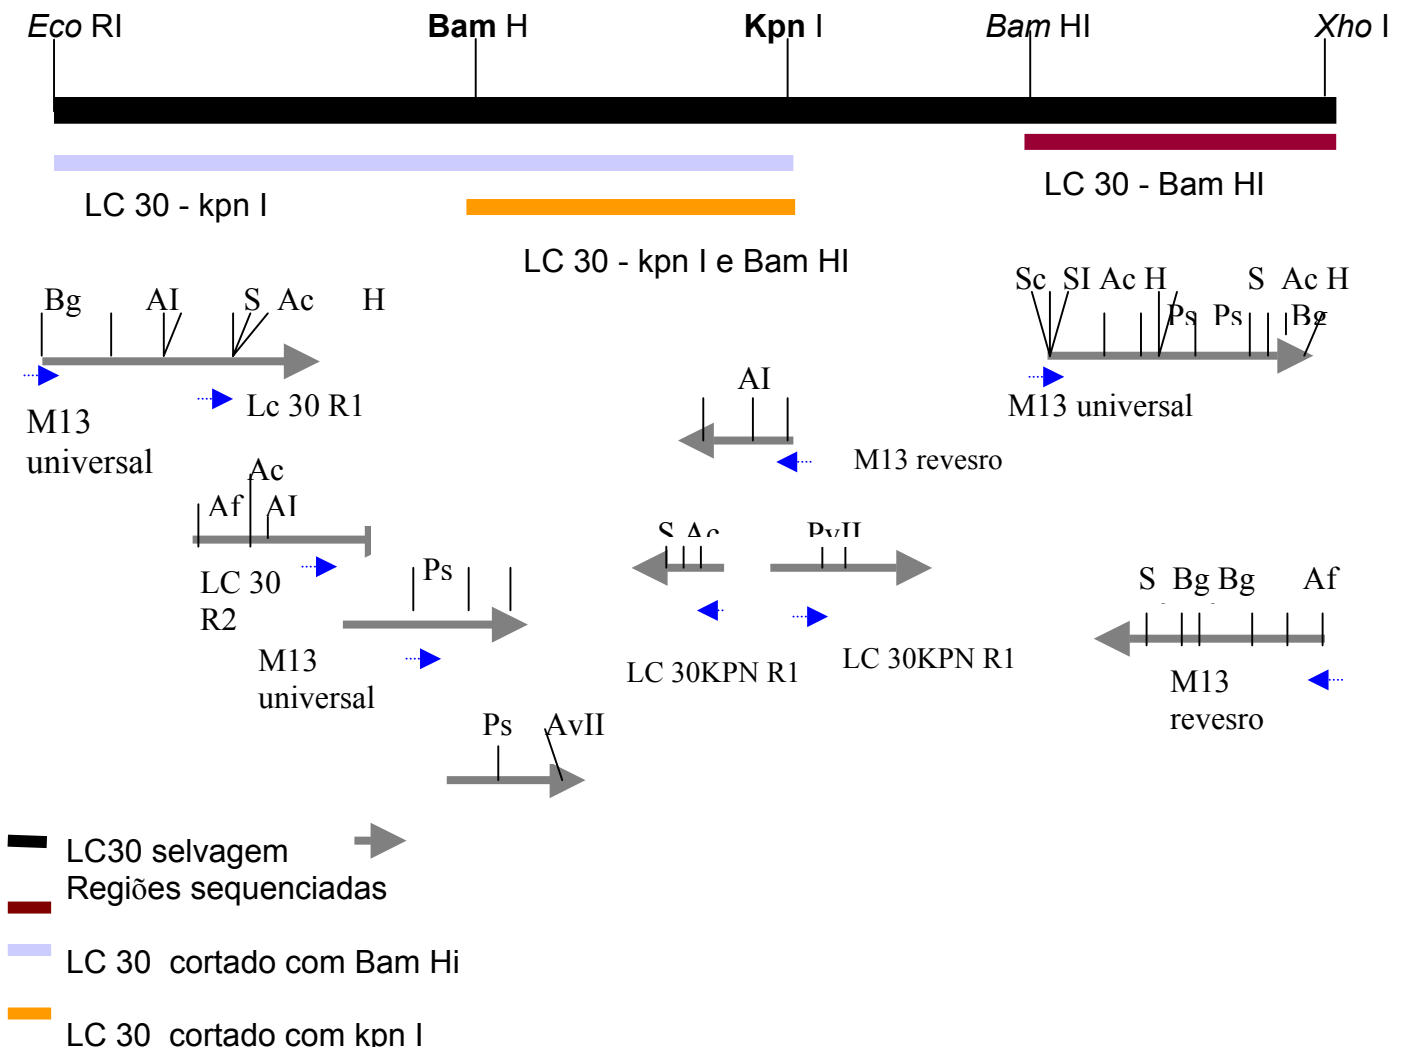 Eco RI Bam H Kpn I Bam HI Xho I
LC 30 - kpn I
LC 30 - Bam HI
LC 30 - kpn I e Bam HI
Bg AI S Ac H
Sc SI Ac H S Ac H
Ps Ps Bg
M13 universal
Lc 30 R1
M13
universal
AI
M13 revesro
Ac
Af AI
S Ac
PvII
LC 30
R2
Ps
S Bg Bg Af
M13
universal
LC 30KPN R1
LC 30KPN R1
M13
revesro
Ps AvII
LC30 selvagem
Regiões sequenciadas
LC 30 cortado com Bam Hi
LC 30 cortado com kpn I